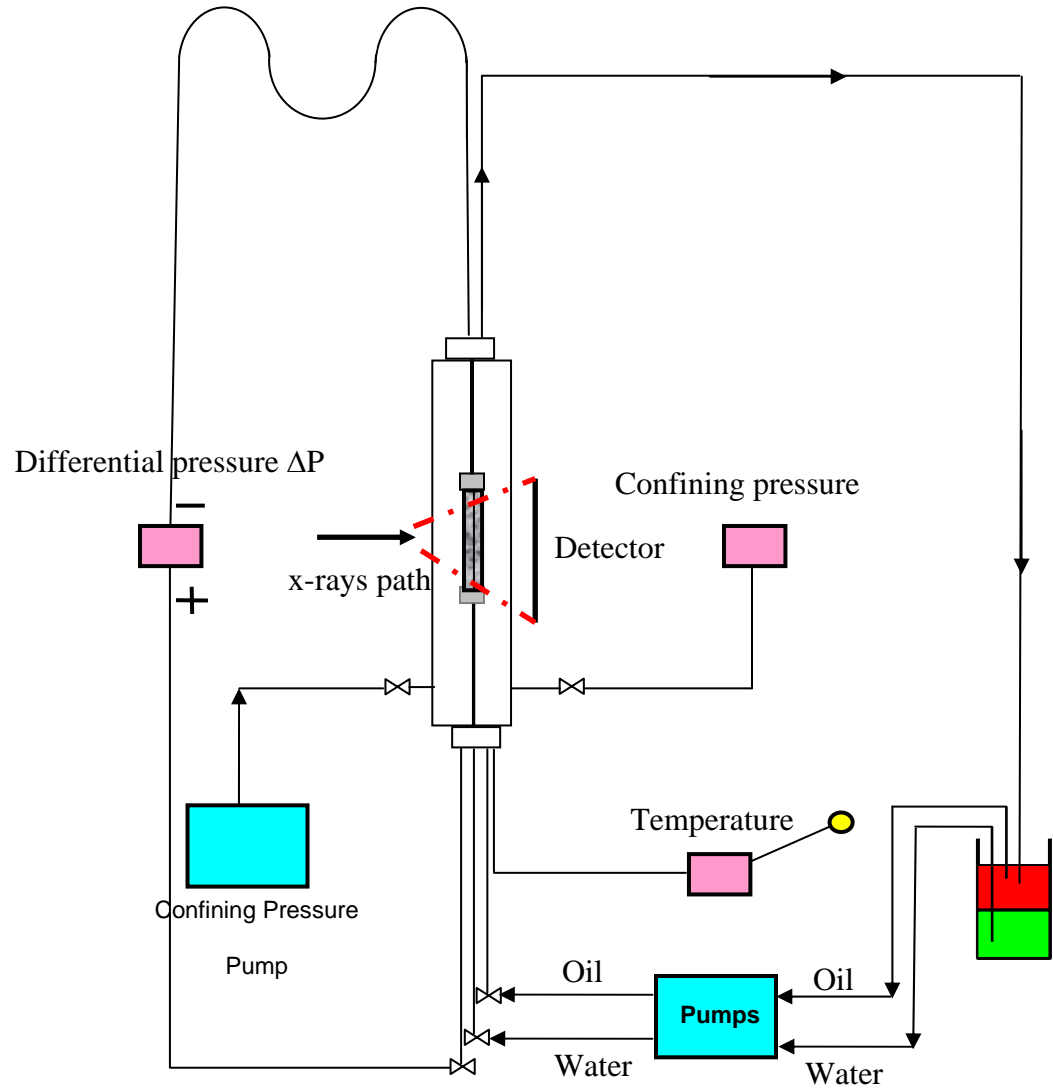 Differential pressure ΔP
−
+
x-rays path
Detector
Confining pressure
Confining Pressure
Pump
Temperature
Oil
Pumps
Oil
Water
Water